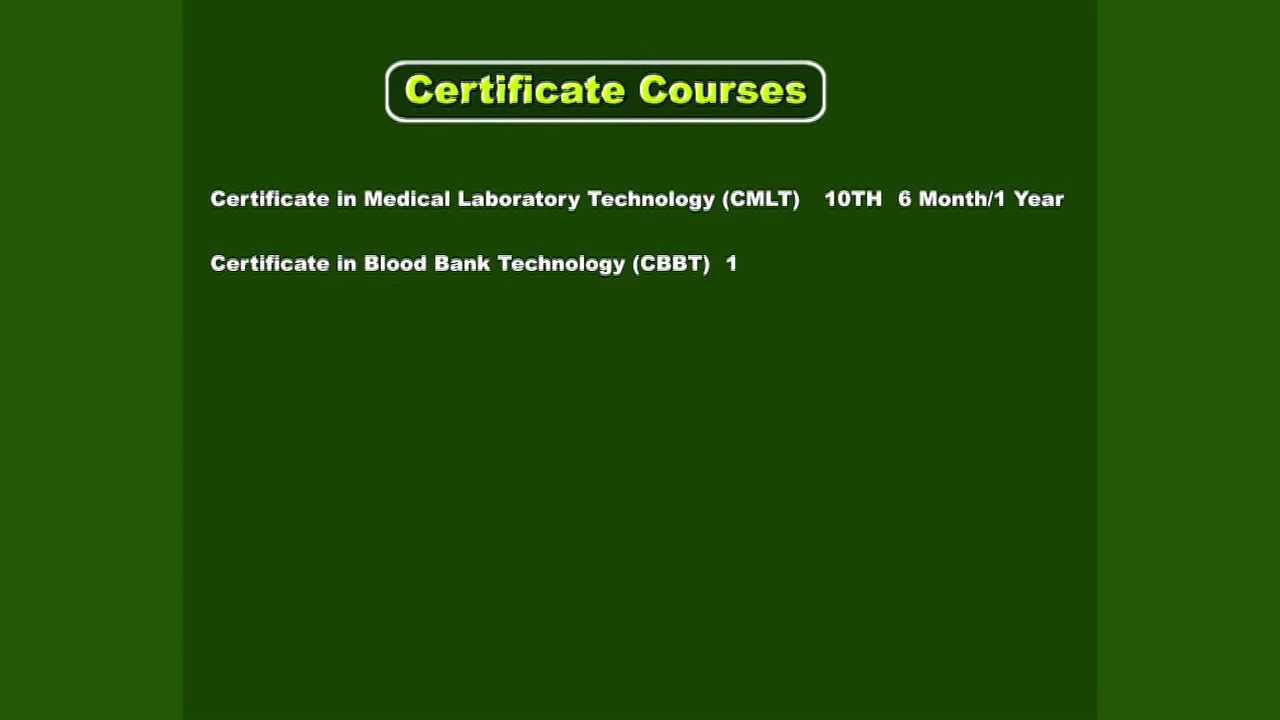 Certificate Courses
Certificate in Medical Laboratory Technology (CMLT) 10TH 6 Month/1 Year
Certificate in Blood Bank Technology (CBBT) 1